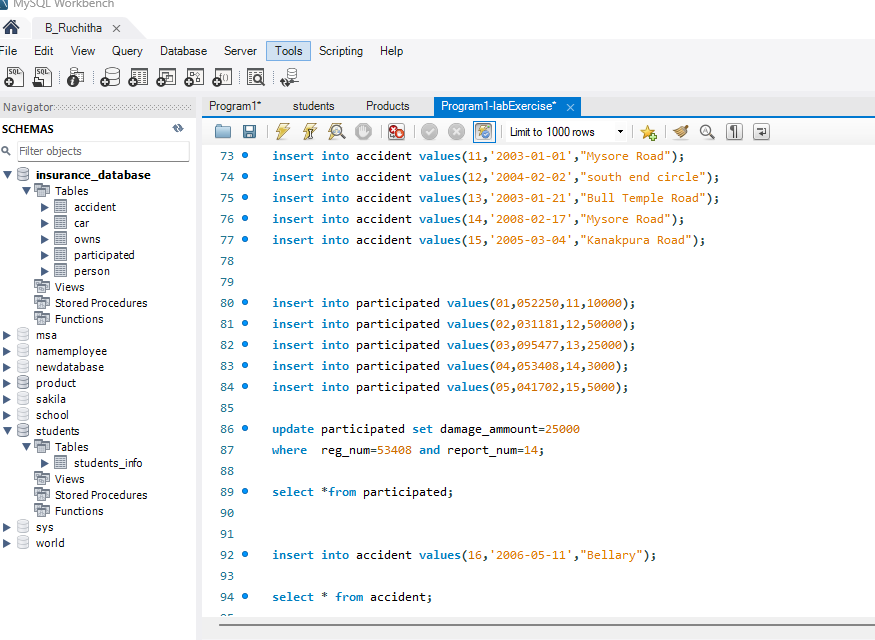 MySQL Workbench
B_Ruchitha ×
File Edit View Query Database Server Tools Scripting Help
Navigator
Program1* students Products Program1-labExercise* ×
SCHEMAS
Limit to 1000 rows
Filter objects
insurance_database
Tables
accident
car
owns
participated
person
Views
Stored Procedures
Functions
msa
namemployee
newdatabase
product
sakila
school
students
Tables
students_info
Views
Stored Procedures
Functions
sys
world
73 insert into accident values(11,'2003-01-01',"Mysore Road");
74 insert into accident values(12,'2004-02-02',"south end circle");
75 insert into accident values(13,'2003-01-21',"Bull Temple Road");
76 insert into accident values(14,'2008-02-17',"Mysore Road");
77 insert into accident values(15,'2005-03-04',"Kanakpura Road");
78
79
80 insert into participated values(01,052250,11,10000);
81 insert into participated values(02,031181,12,50000);
82 insert into participated values(03,095477,13,25000);
83 insert into participated values(04,053408,14,3000);
84 insert into participated values(05,041702,15,5000);
85
86 update participated set damage_ammount=25000
87 where reg_num=53408 and report_num=14;
88
89 select *from participated;
90
91
92 insert into accident values(16,'2006-05-11',"Bellary");
93
94 select * from accident;